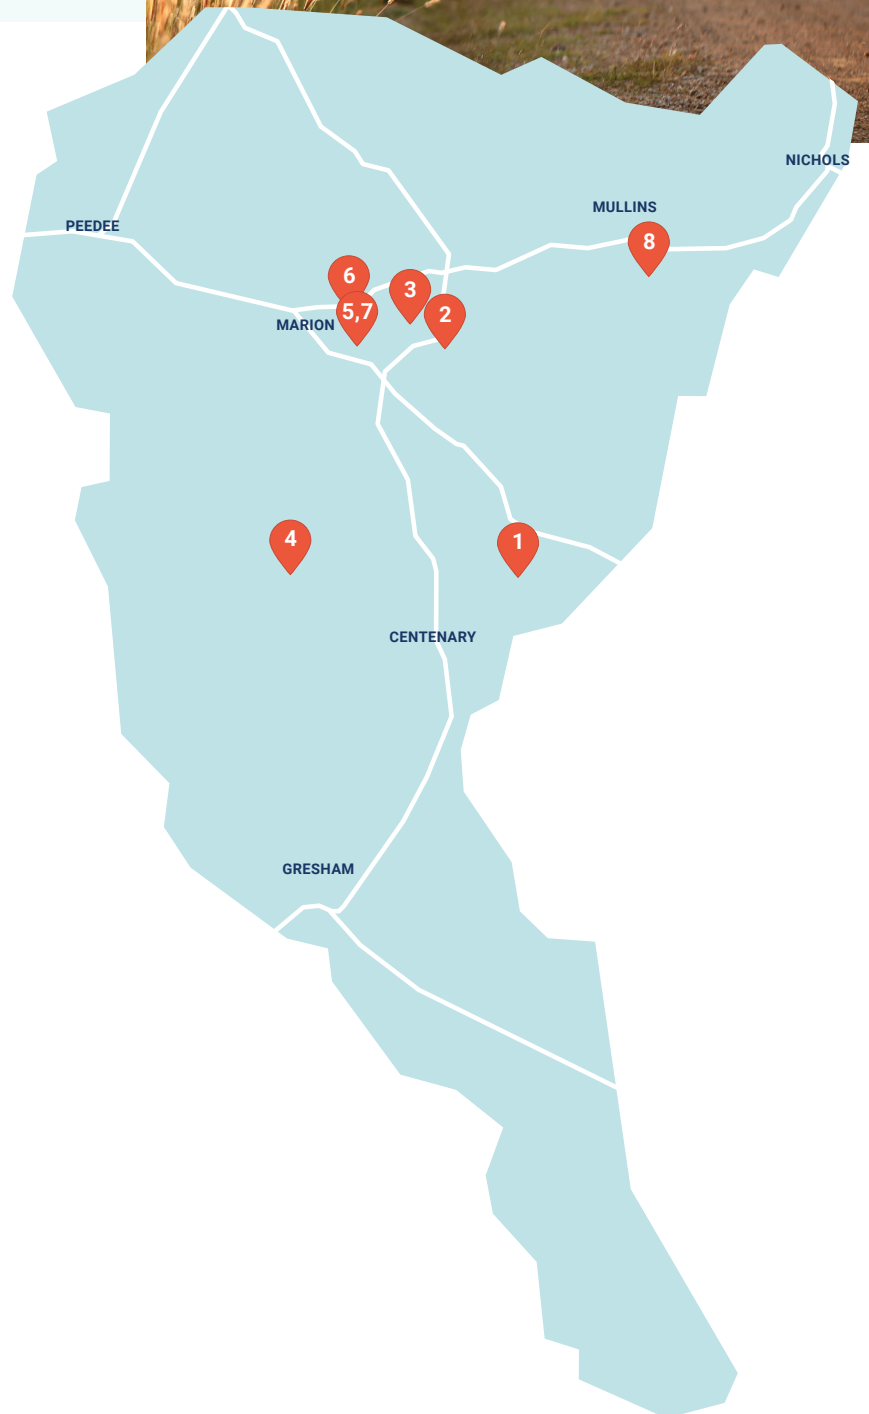 NICHOLS
MULLINS
PEEDEE
8
6
3
5,7
2
MARION
4
1
CENTENARY
GRESHAM